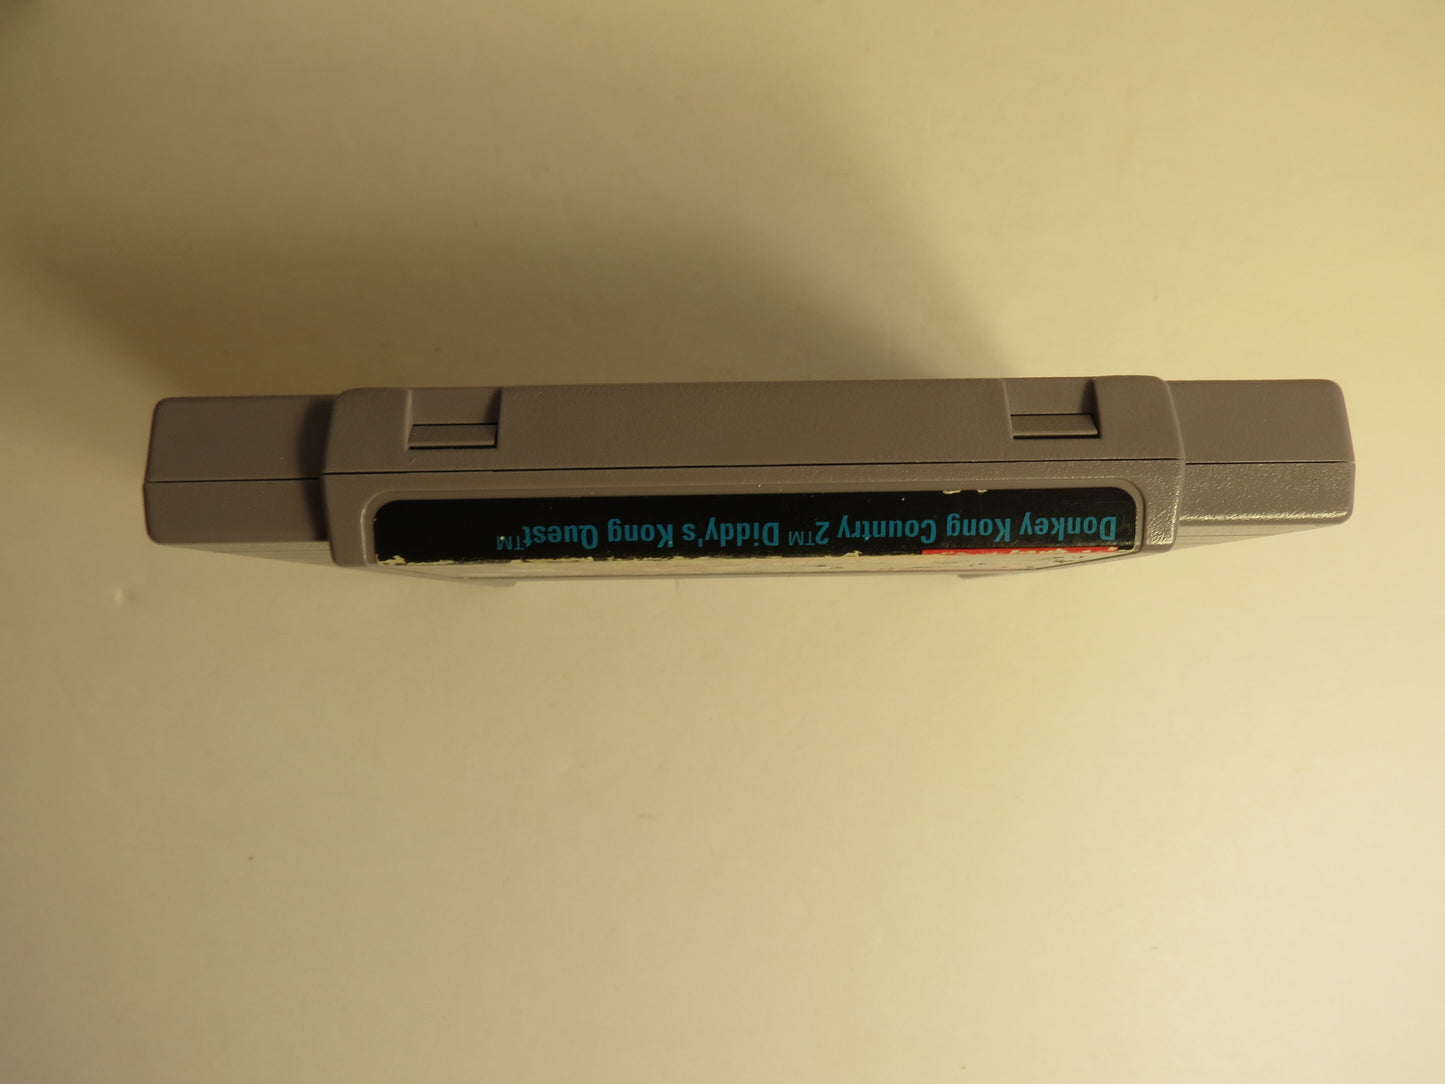 Donkey Kong Country 2™ Diddy's Kong Quest™